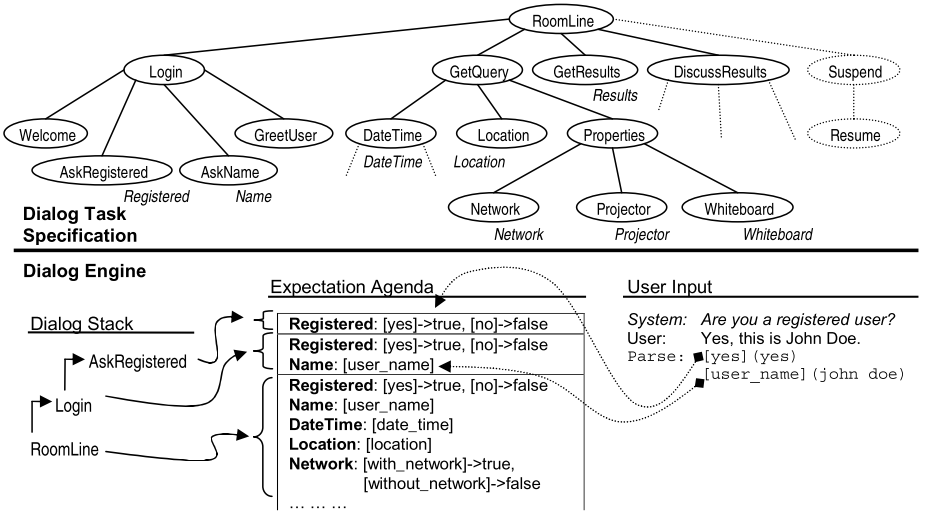 RoomLine
Login
GetQuery
GetResults
DiscussResults
Suspend
Results
Welcome
GreetUser
DateTime
Location
Properties
Resume
AskRegistered
AskName
DateTime
Location
Registered
Name
Network
Projector
Whiteboard
Dialog Task
Specification
Network
Projector
Whiteboard
Dialog Engine
Expectation Agenda
User Input
Dialog Stack
AskRegistered
Login
RoomLine
Registered: [yes]->true, [no]->false
Registered: [yes]->true, [no]->false
Name: [user_name]
Registered: [yes]->true, [no]->false
Name: [user_name]
DateTime: [date_time]
Location: [location]
Network: [with_network]->true,
[without_network]->false
… … …
System: Are you a registered user?
User: Yes, this is John Doe.
Parse: [yes](yes)
[user_name](john doe)